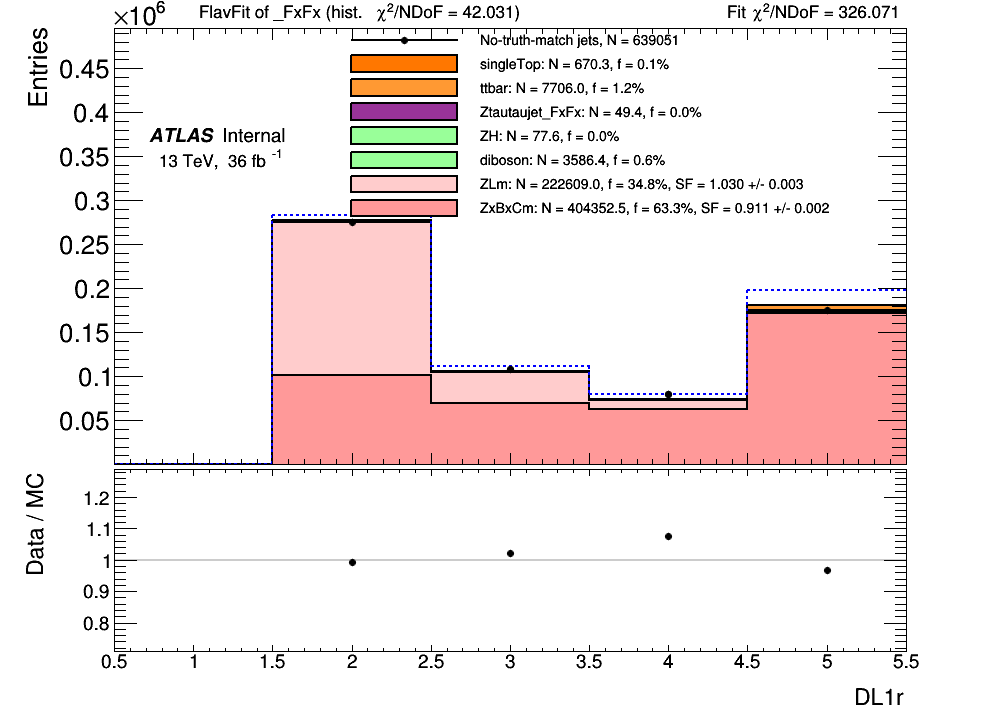 ×10^6 FlavFit of _FxFx (hist. χ²/NDoF = 42.031) Fit χ²/NDoF = 326.071
Entries
No-truth-match jets, N = 639051
singleTop: N = 670.3, f = 0.1%
ttbar: N = 7706.0, f = 1.2%
Ztautaujet_FxFx: N = 49.4, f = 0.0%
ZH: N = 77.6, f = 0.0%
diboson: N = 3586.4, f = 0.6%
ZLm: N = 222609.0, f = 34.8%, SF = 1.030 +/- 0.003
ZxBxCm: N = 404352.5, f = 63.3%, SF = 0.911 +/- 0.002
ATLAS Internal
13 TeV, 36 fb⁻¹
0.45
0.4
0.35
0.3
0.25
0.2
0.15
0.1
0.05
Data / MC
1.2
1.1
1
0.9
0.8
0.5 1 1.5 2 2.5 3 3.5 4 4.5 5 5.5
DL1r